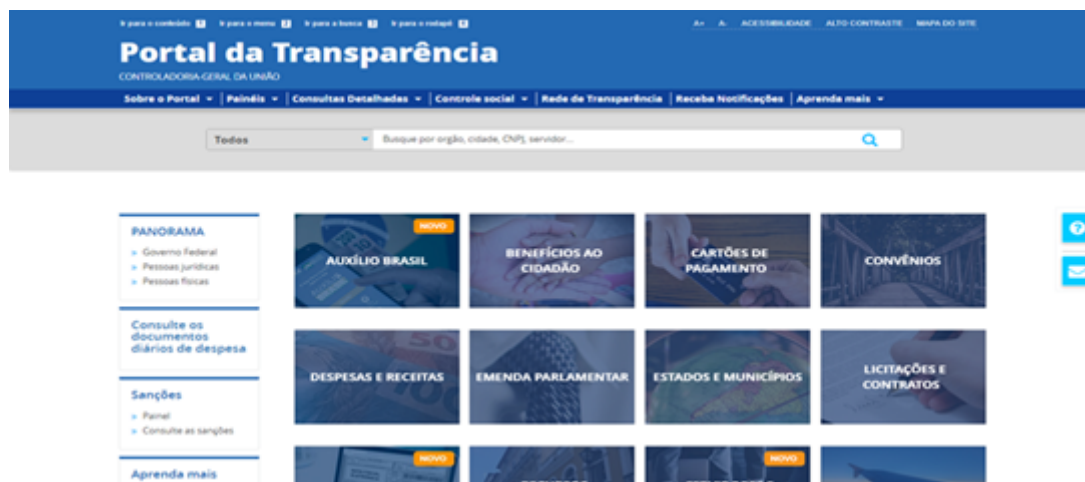 Ir para o conteúdo 1 Ir para o menu 2 Ir para a busca 3 Ir para o rodapé 4
A+ A- ACESSIBILIDADE ALTO CONTRASTE MAPA DO SITE
Portal da Transparência
CONTROLADORIA-GERAL DA UNIÃO
Sobre o Portal Painéis Consultas Detalhadas Controle social Rede de Transparência Receba Notificações Aprenda mais
Todos Busque por orgão, cidade, CNPJ, servidor...
PANORAMA
» Governo Federal
» Pessoas jurídicas
» Pessoas físicas
Consulte os
documentos
diários de despesa
Sanções
» Painel
» Consulte as sanções
Aprenda mais
NOVO
AUXÍLIO BRASIL
BENEFÍCIOS AO
CIDADÃO
CARTÕES DE
PAGAMENTO
CONVÊNIOS
DESPESAS E RECEITAS
EMENDA PARLAMENTAR
ESTADOS E MUNICÍPIOS
LICITAÇÕES E
CONTRATOS
NOVO
NOVO